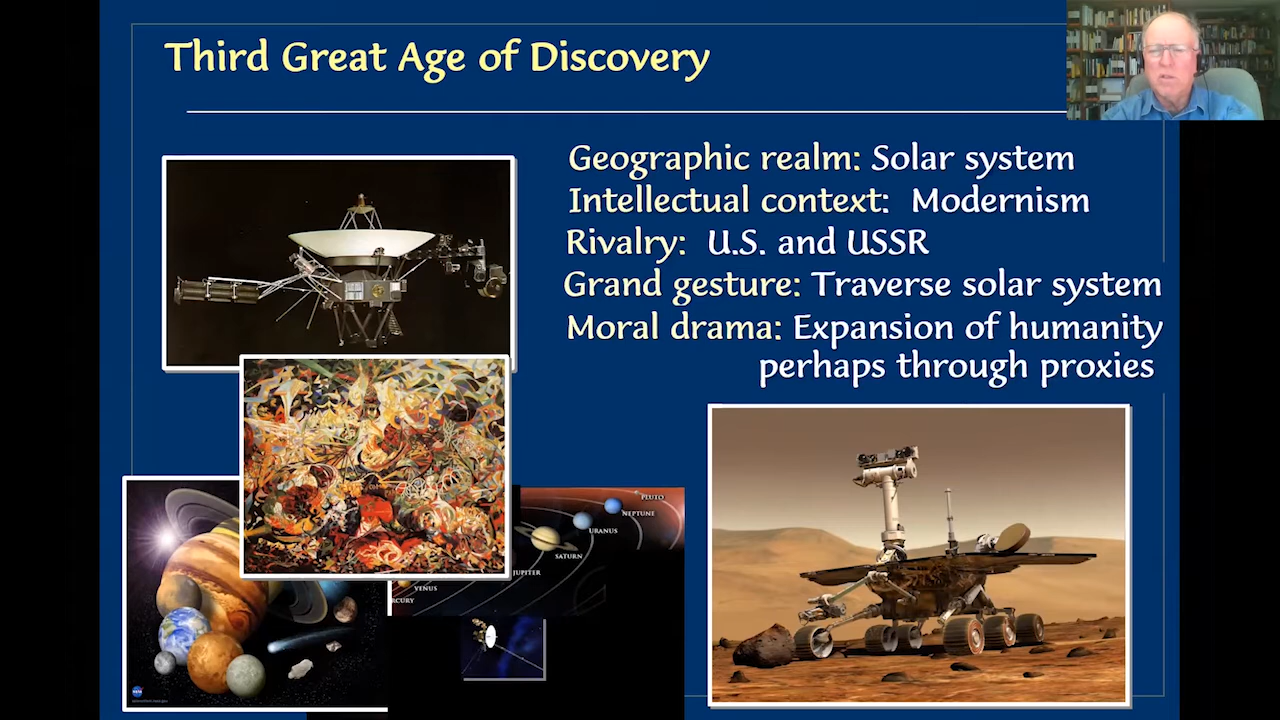 Third Great Age of Discovery
Geographic realm: Solar system
Intellectual context: Modernism
Rivalry: U.S. and USSR
Grand gesture: Traverse solar system
Moral drama: Expansion of humanity
perhaps through proxies
PLUTO
NEPTUNE
URANUS
SATURN
JUPITER
VENUS
RCURY